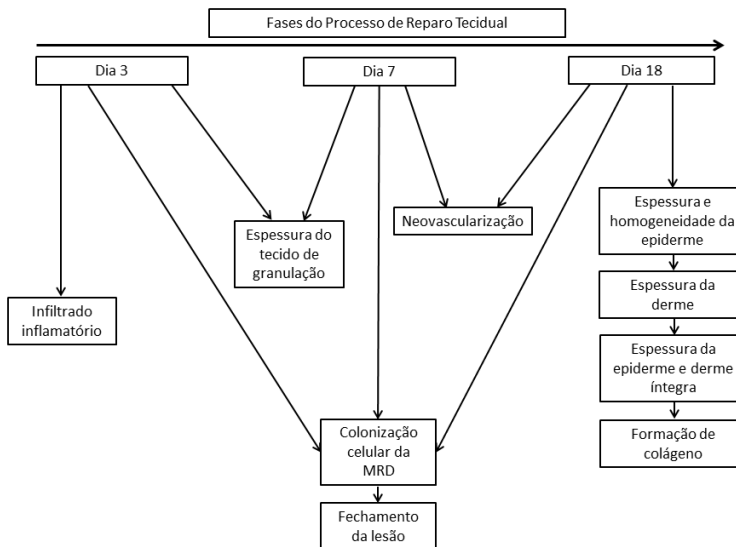 Fases do Processo de Reparo Tecidual
Dia 3
Dia 7
Dia 18
Espessura e
homogeneidade da
epiderme
Neovascularização
Espessura do
tecido de
granulação
Espessura da
derme
Infiltrado
inflamatório
Espessura da
epiderme e derme
íntegra
Colonização
celular da
MRD
Formação de
colágeno
Fechamento
da lesão